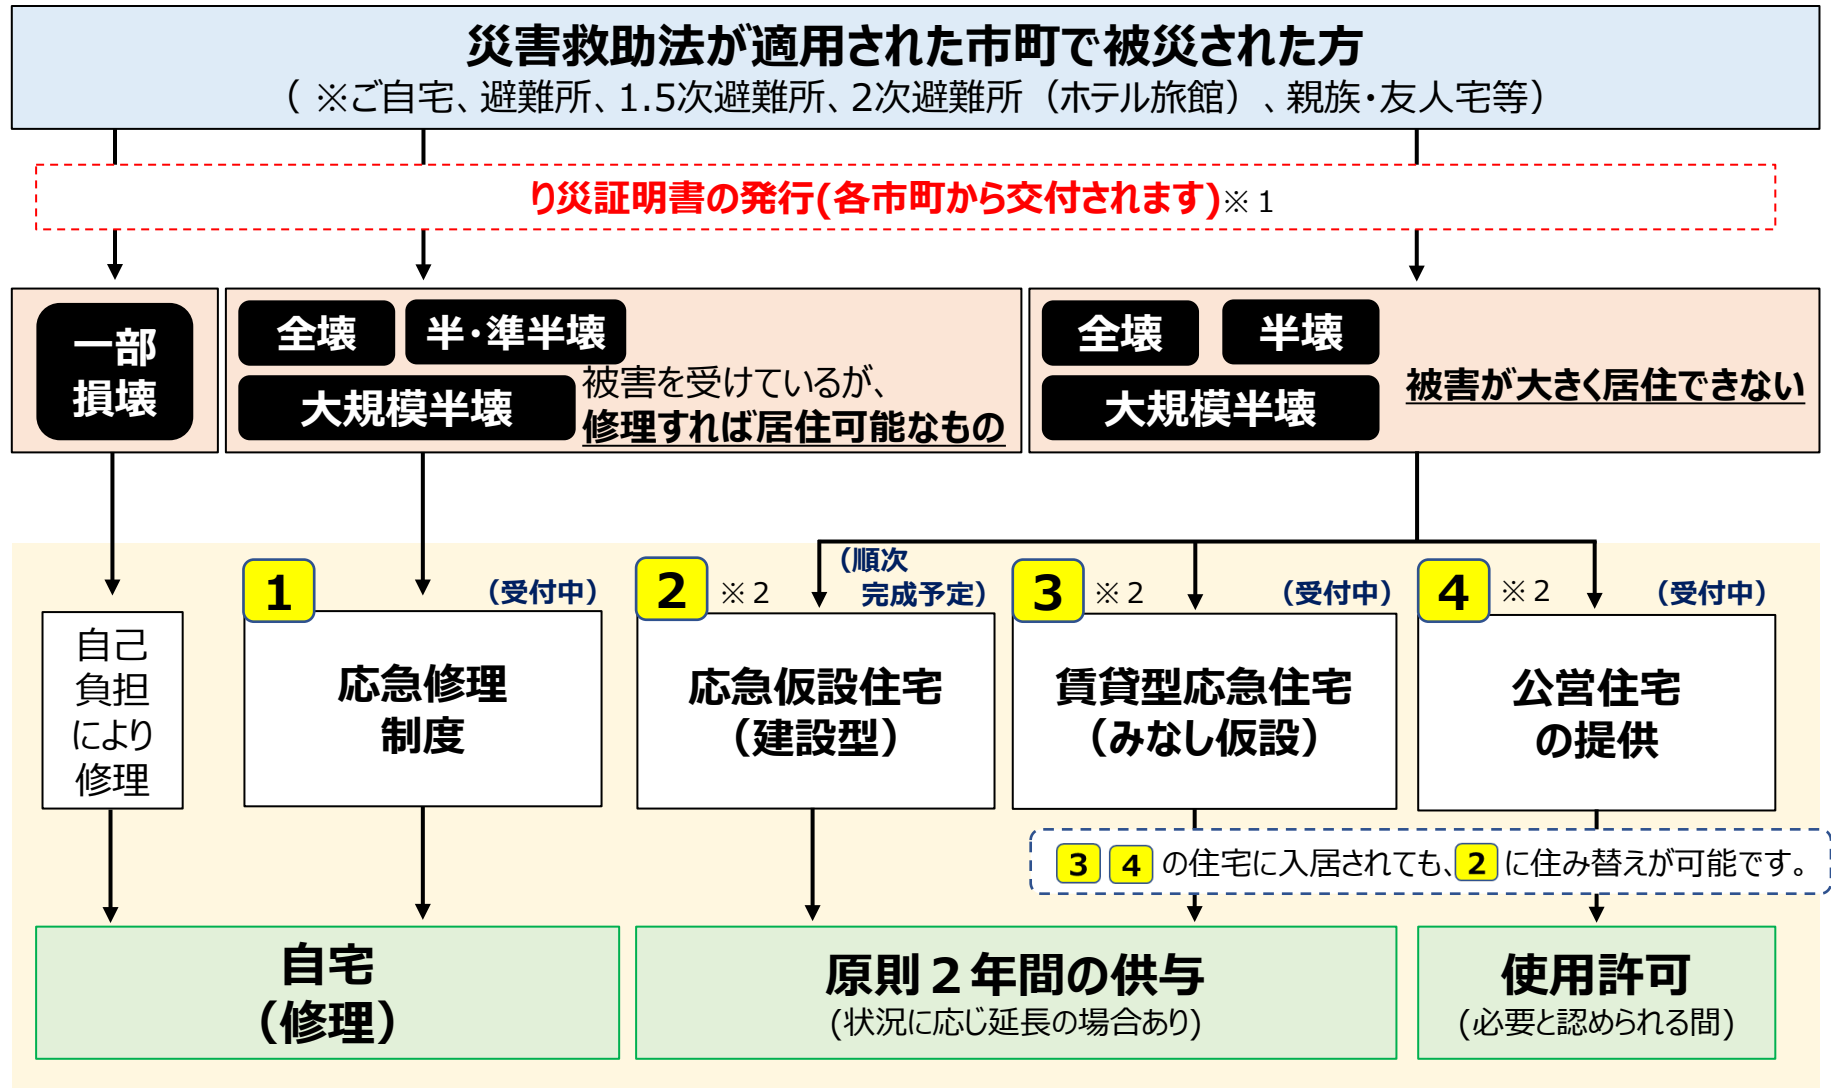 災害救助法が適用された市町で被災された方
（ ※ご自宅、避難所、1.5次避難所、2次避難所（ホテル旅館）、親族・友人宅等）
り災証明書の発行(各市町から交付されます)※１
一部
損壊
全壊
半・準半壊
大規模半壊
被害を受けているが、
修理すれば居住可能なもの
全壊
半壊
大規模半壊
被害が大きく居住できない
1
（受付中）
2
※２
（順次
完成予定）
3
※２
（受付中）
4
※２
（受付中）
自己
負担
により
修理
応急修理
制度
応急仮設住宅
（建設型）
賃貸型応急住宅
（みなし仮設）
公営住宅
の提供
3 4 の住宅に入居されても、2 に住み替えが可能です。
自宅
（修理）
原則２年間の供与
(状況に応じ延長の場合あり)
使用許可
(必要と認められる間)